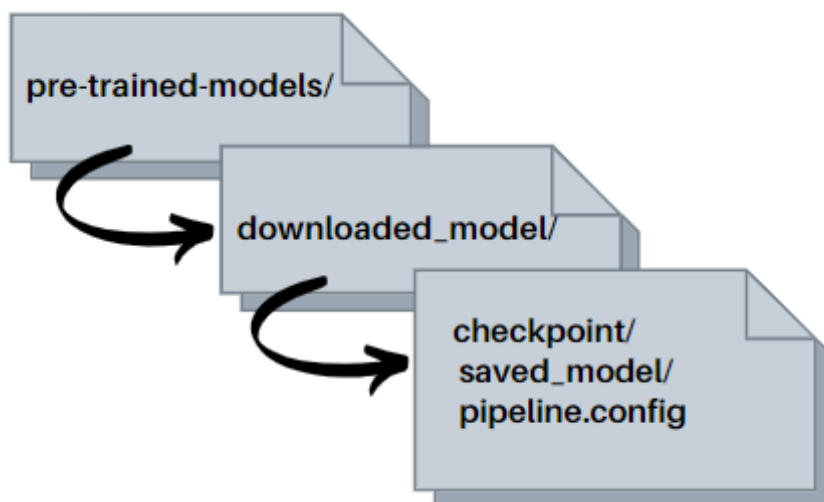 pre-trained-models/
downloaded_model/
checkpoint/
saved_model/
pipeline.config